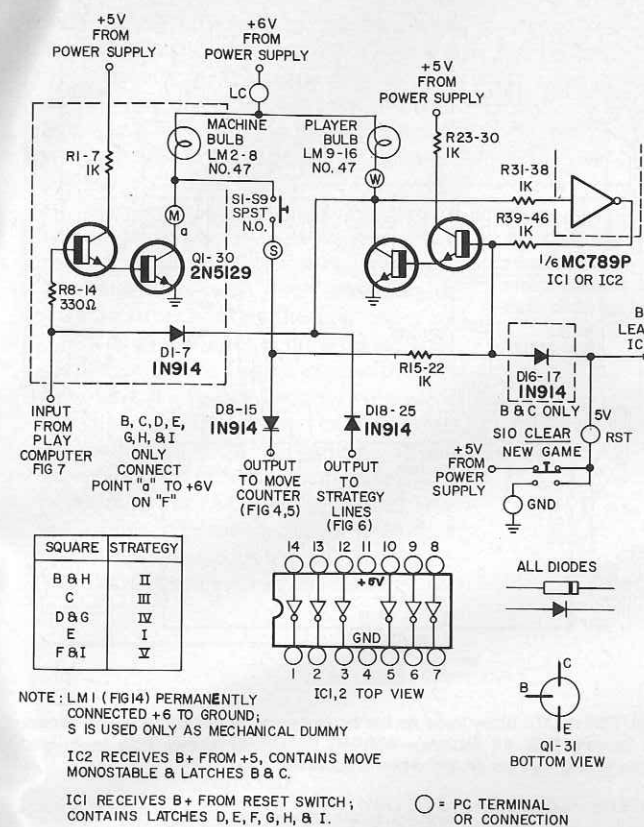 +5V
FROM
POWER SUPPLY
+6V
FROM
POWER SUPPLY
+5V
FROM
POWER SUPPLY
LC
MACHINE
BULB
LM 2-8
NO. 47
PLAYER
BULB
LM 9-16
NO. 47
R23-30
1K
R1-7
1K
R31-38
1K
R39-46
1K
W
M
a
S1-S9
SPST
N.O.
S
Q1-30
2N5129
1/6 MC789P
IC1 OR IC2
R8-14
330Ω
D1-7
1N914
R15-22
1K
D16-17
1N914
B & C ONLY
B
LEA
IC
INPUT
FROM
PLAY
COMPUTER
FIG 7
B, C, D, E,
G, H, & I
ONLY
CONNECT
POINT "a" TO +6V
ON "F"
D8-15
1N914
D18-25
1N914
OUTPUT
TO MOVE
COUNTER
(FIG 4,5)
OUTPUT
TO
STRATEGY
LINES
(FIG 6)
5V
RST
S10 CLEAR
NEW GAME
+5V
FROM
POWER
SUPPLY
GND
SQUARE STRATEGY
B & H II
C III
D & G IV
E I
F & I V
14 13 12 11 10 9 8
+6V
GND
1 2 3 4 5 6 7
IC1,2 TOP VIEW
ALL DIODES
C
B
E
Q1-31
BOTTOM VIEW
NOTE: LM1 (FIG 14) PERMANENTLY
CONNECTED +6 TO GROUND;
S IS USED ONLY AS MECHANICAL DUMMY
IC2 RECEIVES B+ FROM +5, CONTAINS MOVE
MONOSTABLE & LATCHES B & C.
IC1 RECEIVES B+ FROM RESET SWITCH;
CONTAINS LATCHES D, E, F, G, H, & I.
= PC TERMINAL
OR CONNECTION